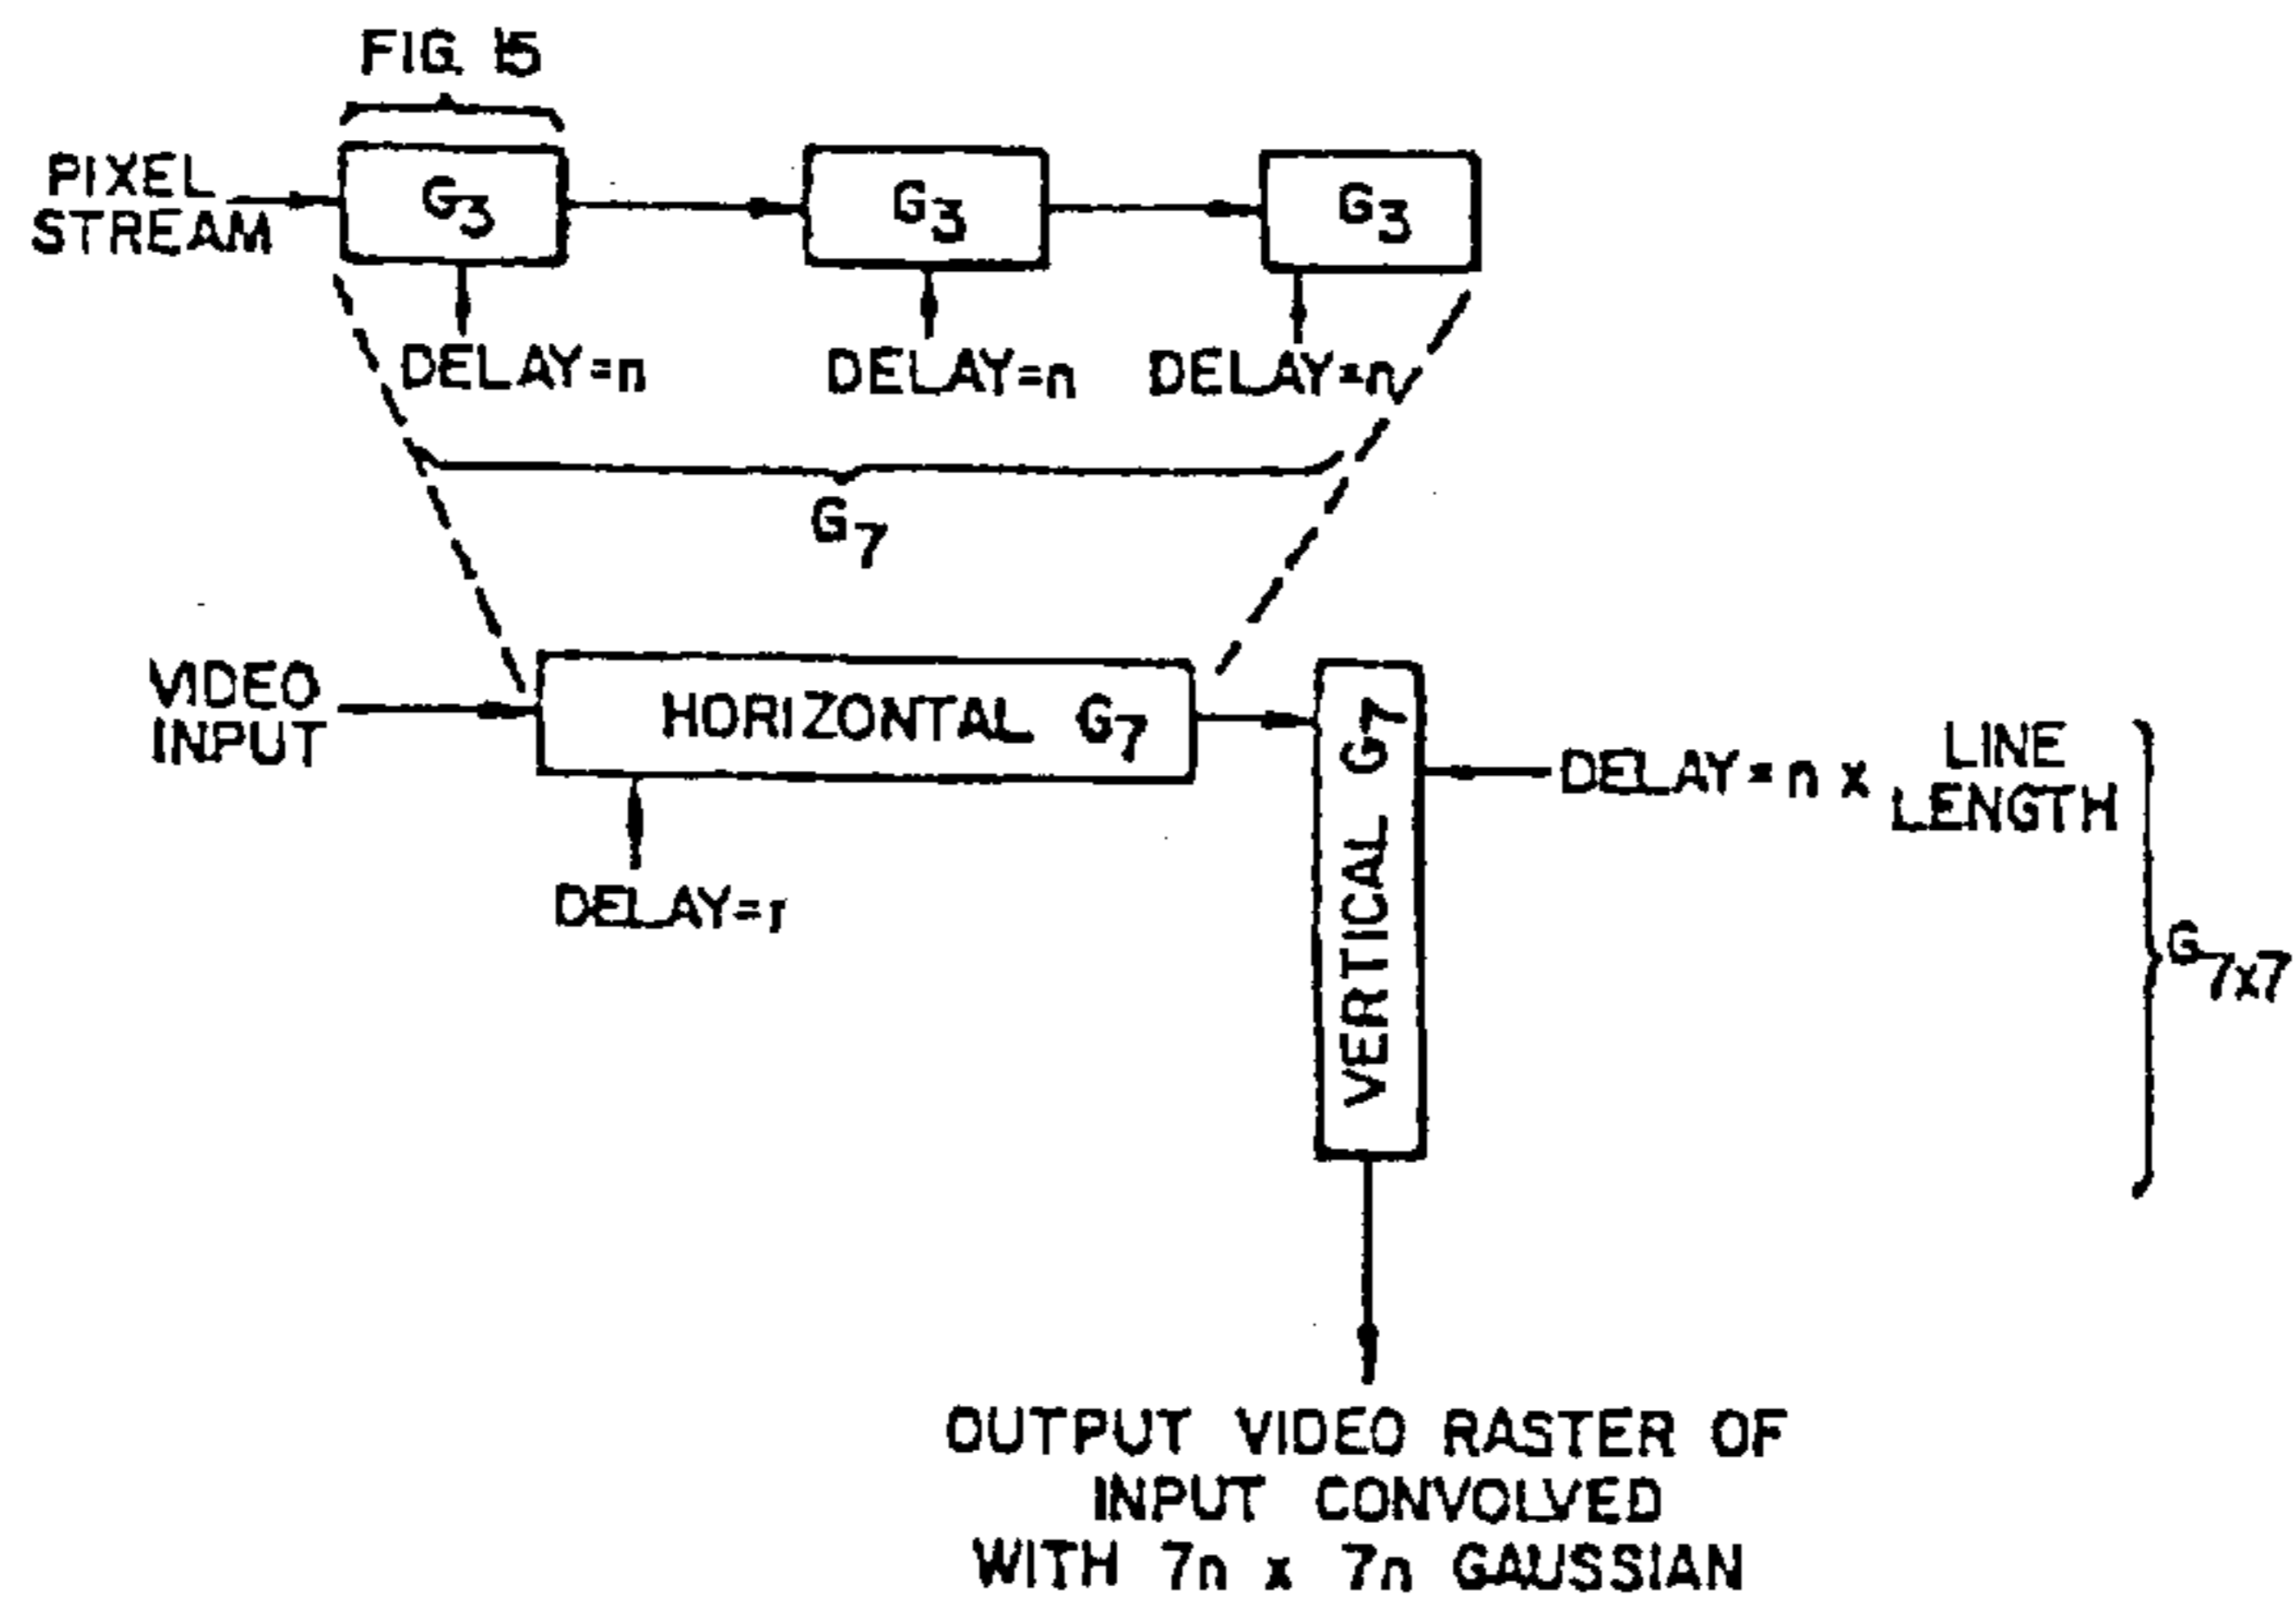 FIG. 15
PIXEL
STREAM
G3
G3
G3
DELAY=n
DELAY=n
DELAY=n
G7
VIDEO
INPUT
HORIZONTAL G7
VERTICAL G7
DELAY= n x LINE
LENGTH
DELAY=
G7x7
OUTPUT VIDEO RASTER OF
INPUT CONVOLVED
WITH 7n x 7n GAUSSIAN